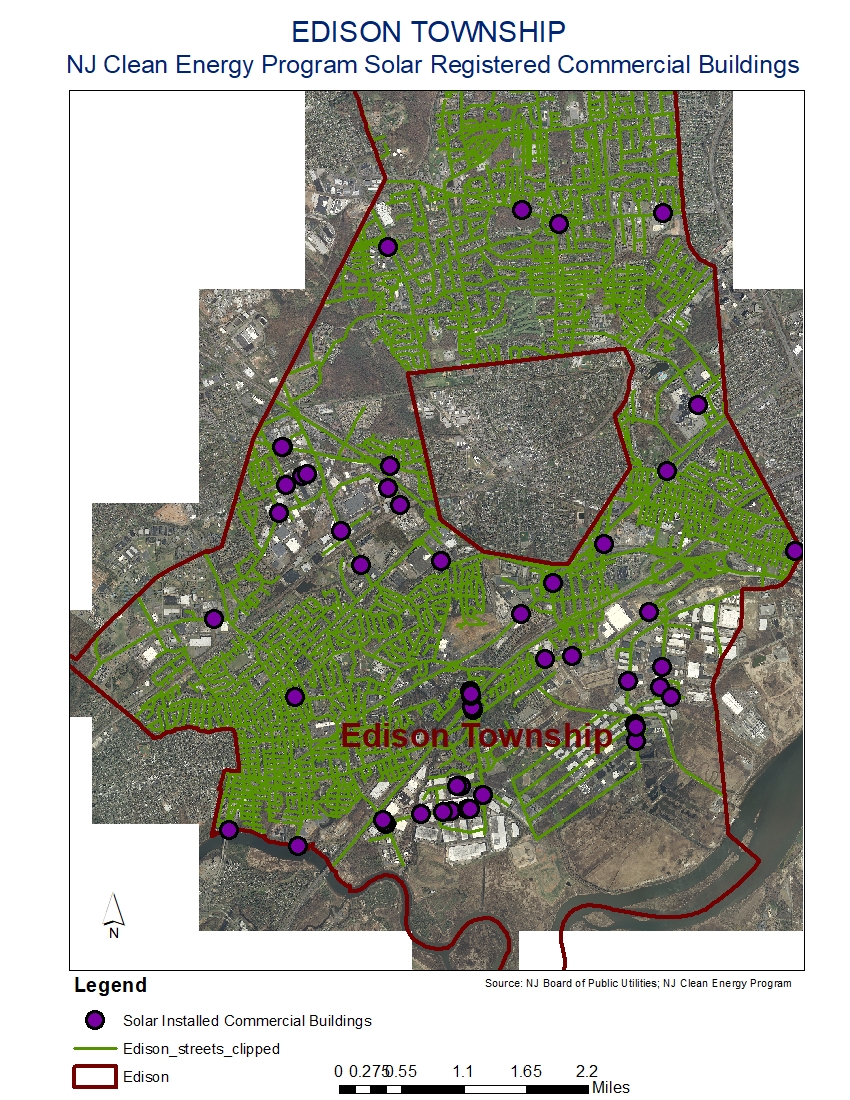 EDISON TOWNSHIP
NJ Clean Energy Program Solar Registered Commercial Buildings
Edison Township
N
Legend
Source: NJ Board of Public Utilities; NJ Clean Energy Program
Solar Installed Commercial Buildings
Edison_streets_clipped
Edison
0 0.275 0.55 1.1 1.65 2.2
Miles